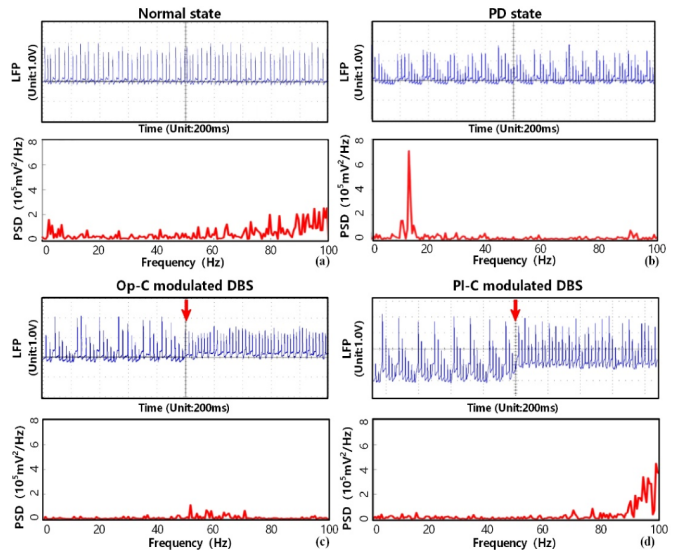 Normal state
LFP
(Unit:1.0V)
Time (Unit:200ms)
PSD (10⁵mV²/Hz)
8
6
4
2
0
0 20 40 60 80 100
Frequency (Hz) (a)
PD state
LFP
(Unit:1.0V)
Time (Unit:200ms)
PSD (10⁵mV²/Hz)
8
6
4
2
0
0 20 40 60 80 100
Frequency (Hz) (b)
Op-C modulated DBS
LFP
(Unit:1.0V)
Time (Unit:200ms)
PSD (10⁵mV²/Hz)
8
6
4
2
0
0 20 40 60 80 100
Frequency (Hz) (c)
PI-C modulated DBS
LFP
(Unit:1.0V)
Time (Unit:200ms)
PSD (10⁵mV²/Hz)
8
6
4
2
0
0 20 40 60 80 100
Frequency (Hz) (d)